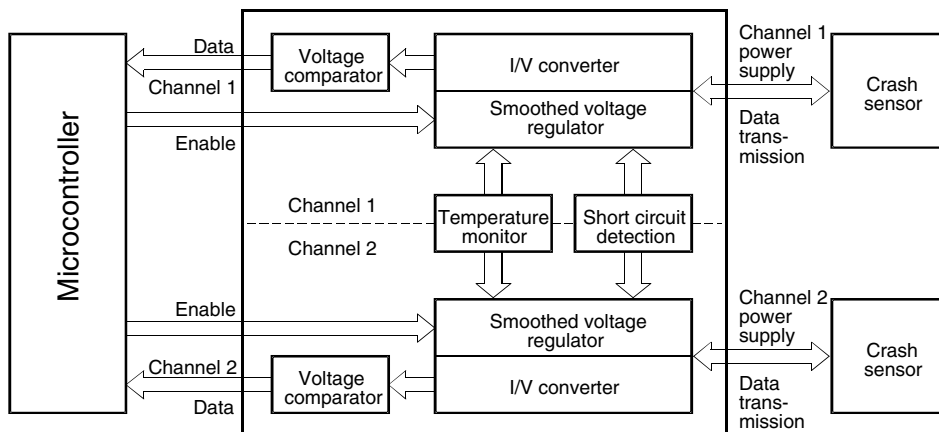 Microcontroller
Data
Channel 1
Enable
Voltage
comparator
I/V converter
Smoothed voltage
regulator
Channel 1
power
supply
Data
trans-
mission
Crash
sensor
Channel 1
Channel 2
Temperature
monitor
Short circuit
detection
Enable
Channel 2
Data
Voltage
comparator
Smoothed voltage
regulator
I/V converter
Channel 2
power
supply
Data
trans-
mission
Crash
sensor